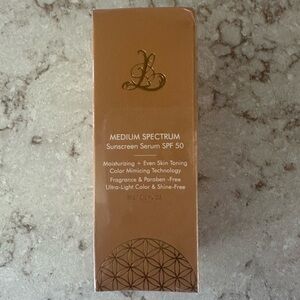 MEDIUM SPECTRUM
Sunscreen Serum SPF 50
Moisturizing + Even Skin Toning
Color Mimicing Technology
Fragrance & Paraben -Free
Ultra-Light Color & Shine-Free